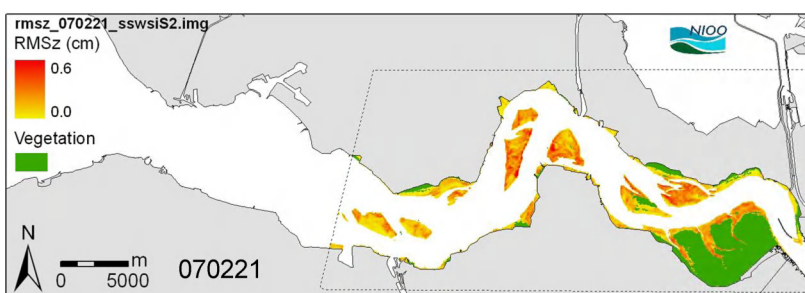 rmsz_070221_sswsiS2.img
RMSz (cm)
0.6
0.0
Vegetation
NIOO
N
0 5000 m
070221